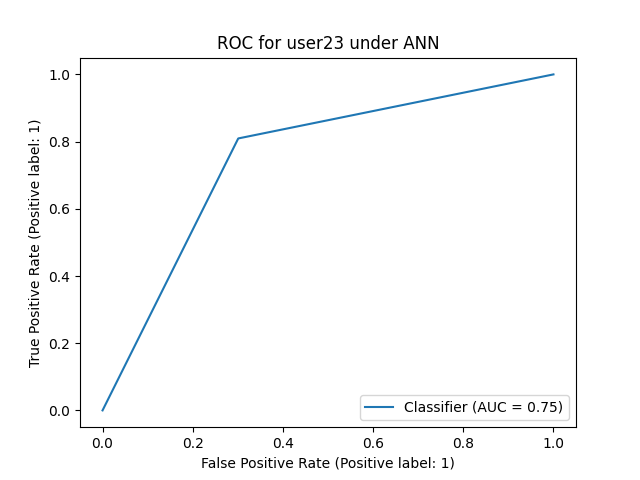 ROC for user23 under ANN
1.0
0.8
0.6
0.4
0.2
0.0
True Positive Rate (Positive label: 1)
Classifier (AUC = 0.75)
0.0 0.2 0.4 0.6 0.8 1.0
False Positive Rate (Positive label: 1)